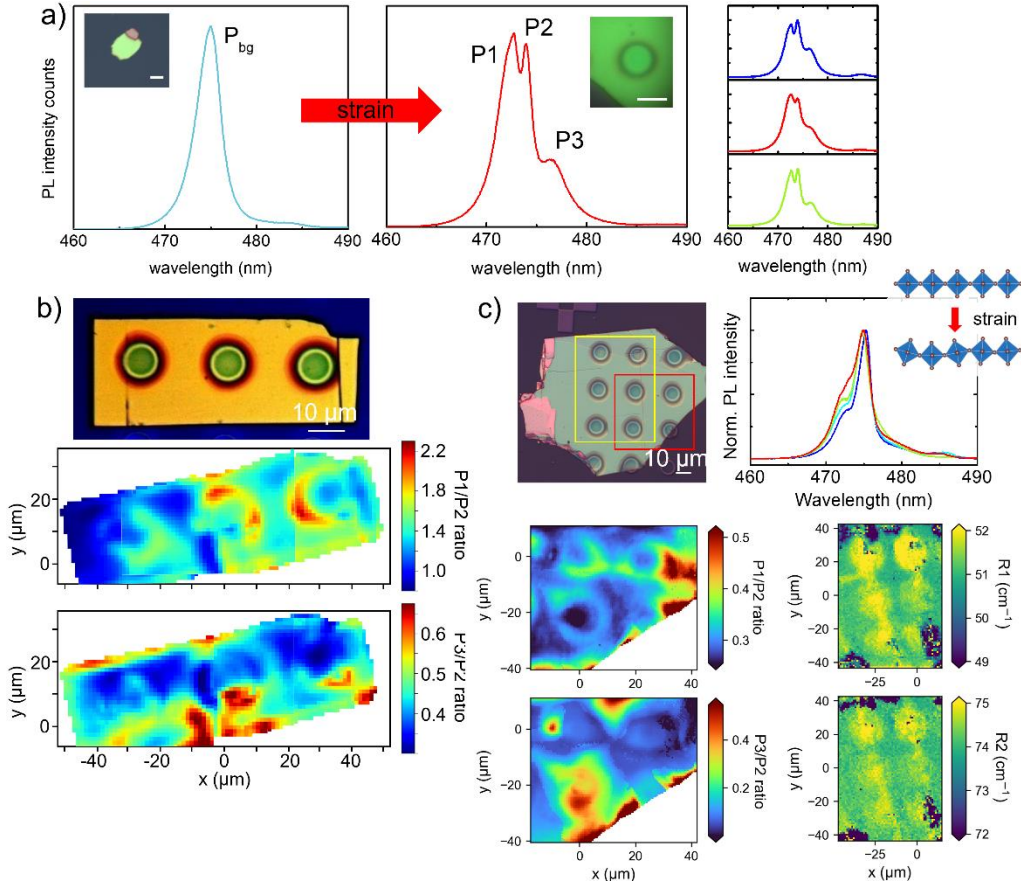 a)
PL intensity counts
P_bg
460 470 480 490
wavelength (nm)
strain
P1
P2
P3
460 470 480 490
wavelength (nm)
460 470 480 490
wavelength (nm)
b)
10 µm
y (µm)
20
0
P1/P2 ratio
2.2
2.0
1.8
1.6
1.4
1.2
1.0
0.8
y (µm)
20
0
P3/P2 ratio
0.6
0.5
0.4
-40 -20 0 20 40
x (µm)
c)
10 µm
strain
Norm. PL intensity
460 470 480 490
Wavelength (nm)
y (µm)
0
−20
−40
0 20 40
P1/P2 ratio
0.5
0.4
0.3
y (µm)
40
20
0
−20
−40
−25 0
R1 (cm⁻¹)
52
51
50
49
y (µm)
0
−20
−40
0 20 40
x (µm)
P3/P2 ratio
0.4
0.2
y (µm)
40
20
0
−20
−40
−25 0
x (µm)
R2 (cm⁻¹)
75
74
73
72